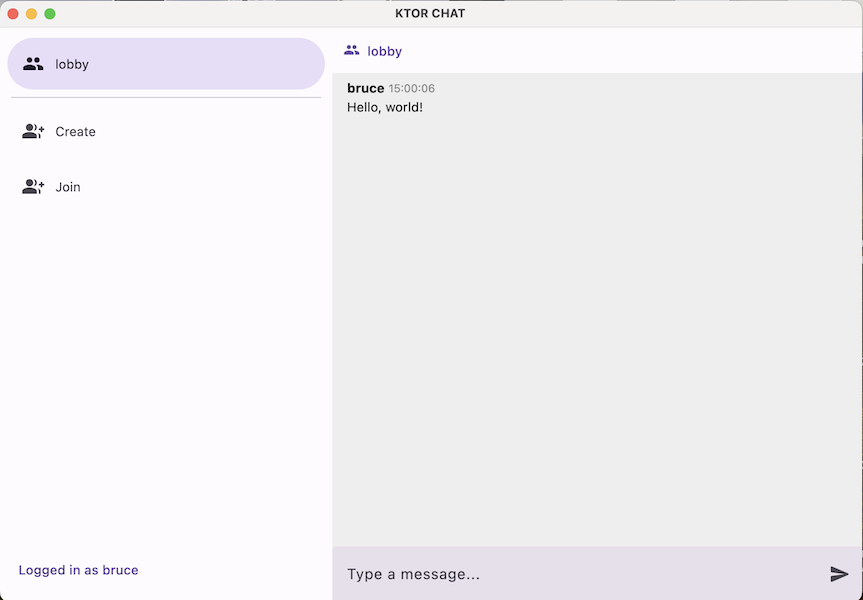 KTOR CHAT
lobby
Create
Join
Logged in as bruce
lobby
bruce 15:00:06
Hello, world!
Type a message...